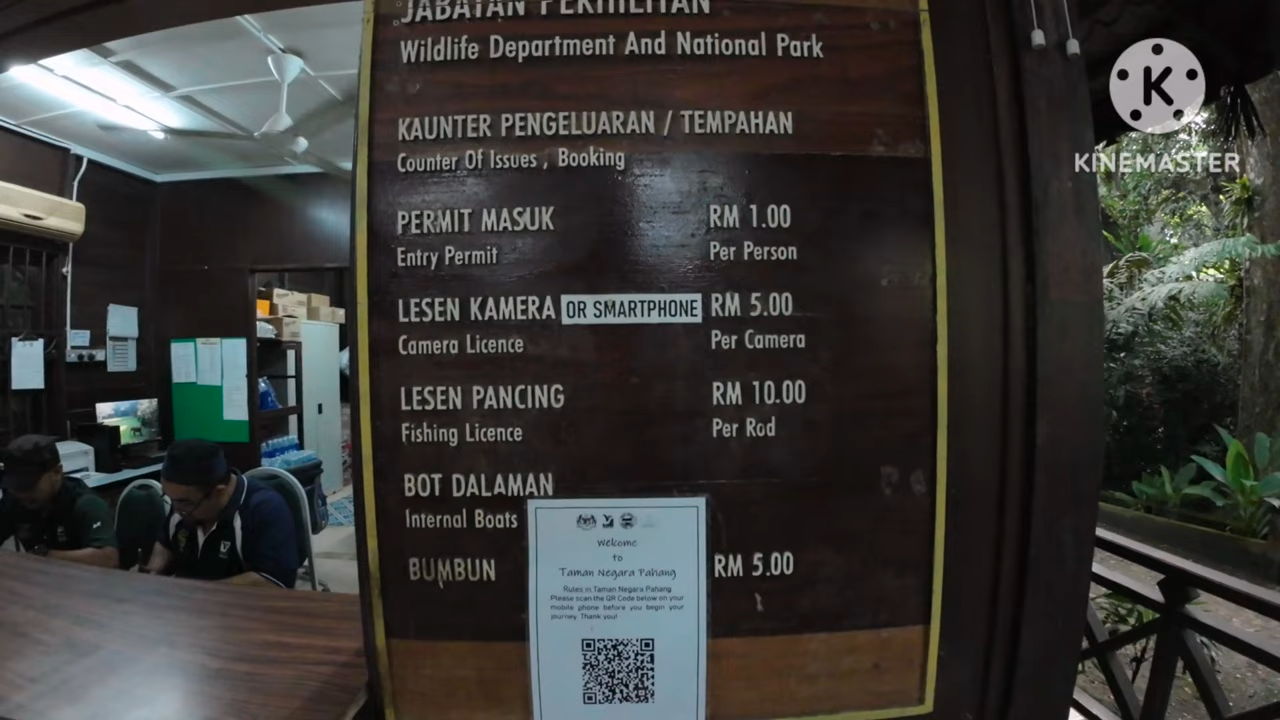 JABATAN PERHILITAN
Wildlife Department And National Park
KAUNTER PENGELUARAN / TEMPAHAN
Counter Of Issues , Booking
PERMIT MASUK RM 1.00
Entry Permit Per Person
LESEN KAMERA OR SMARTPHONE RM 5.00
Camera Licence Per Camera
LESEN PANCING RM 10.00
Fishing Licence Per Rod
BOT DALAMAN
Internal Boats
BUMBUN RM 5.00
Welcome
to
Taman Negara Pahang
Rules in Taman Negara Pahang
Please scan the QR Code below on your
mobile phone before you begin your
journey. Thank you!
K
KINEMASTER